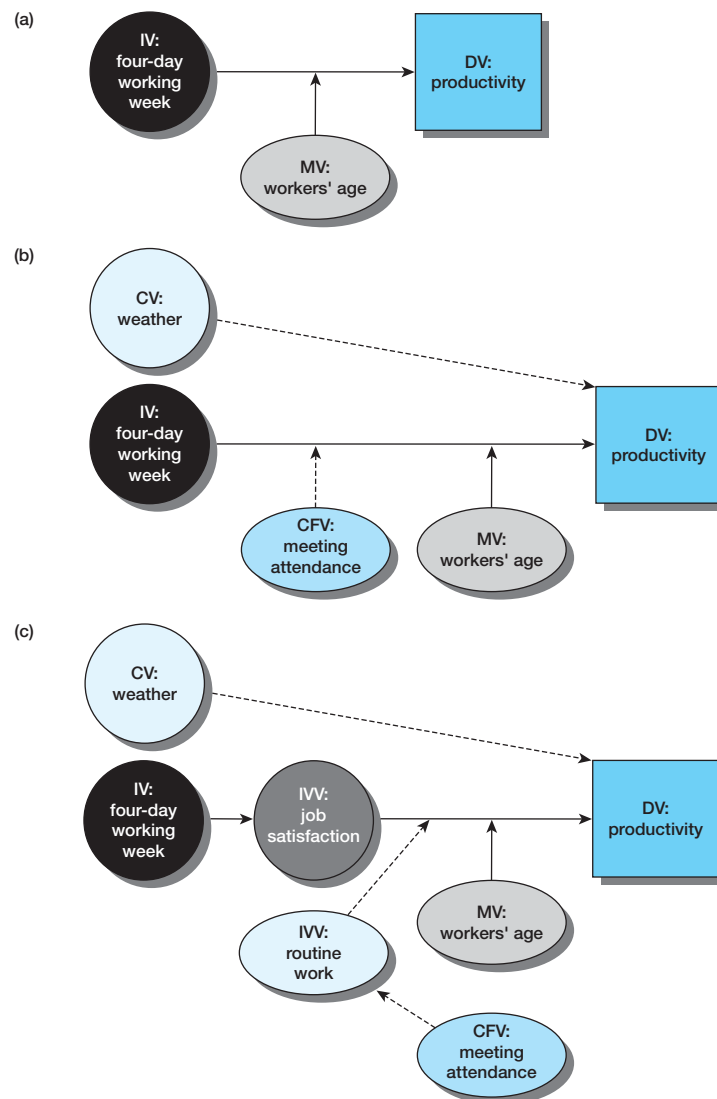 (a)
IV:
four-day
working
week
DV:
productivity
MV:
workers' age
(b)
CV:
weather
IV:
four-day
working
week
DV:
productivity
CFV:
meeting
attendance
MV:
workers' age
(c)
CV:
weather
IV:
four-day
working
week
IVV:
job
satisfaction
DV:
productivity
MV:
workers' age
IVV:
routine
work
CFV:
meeting
attendance